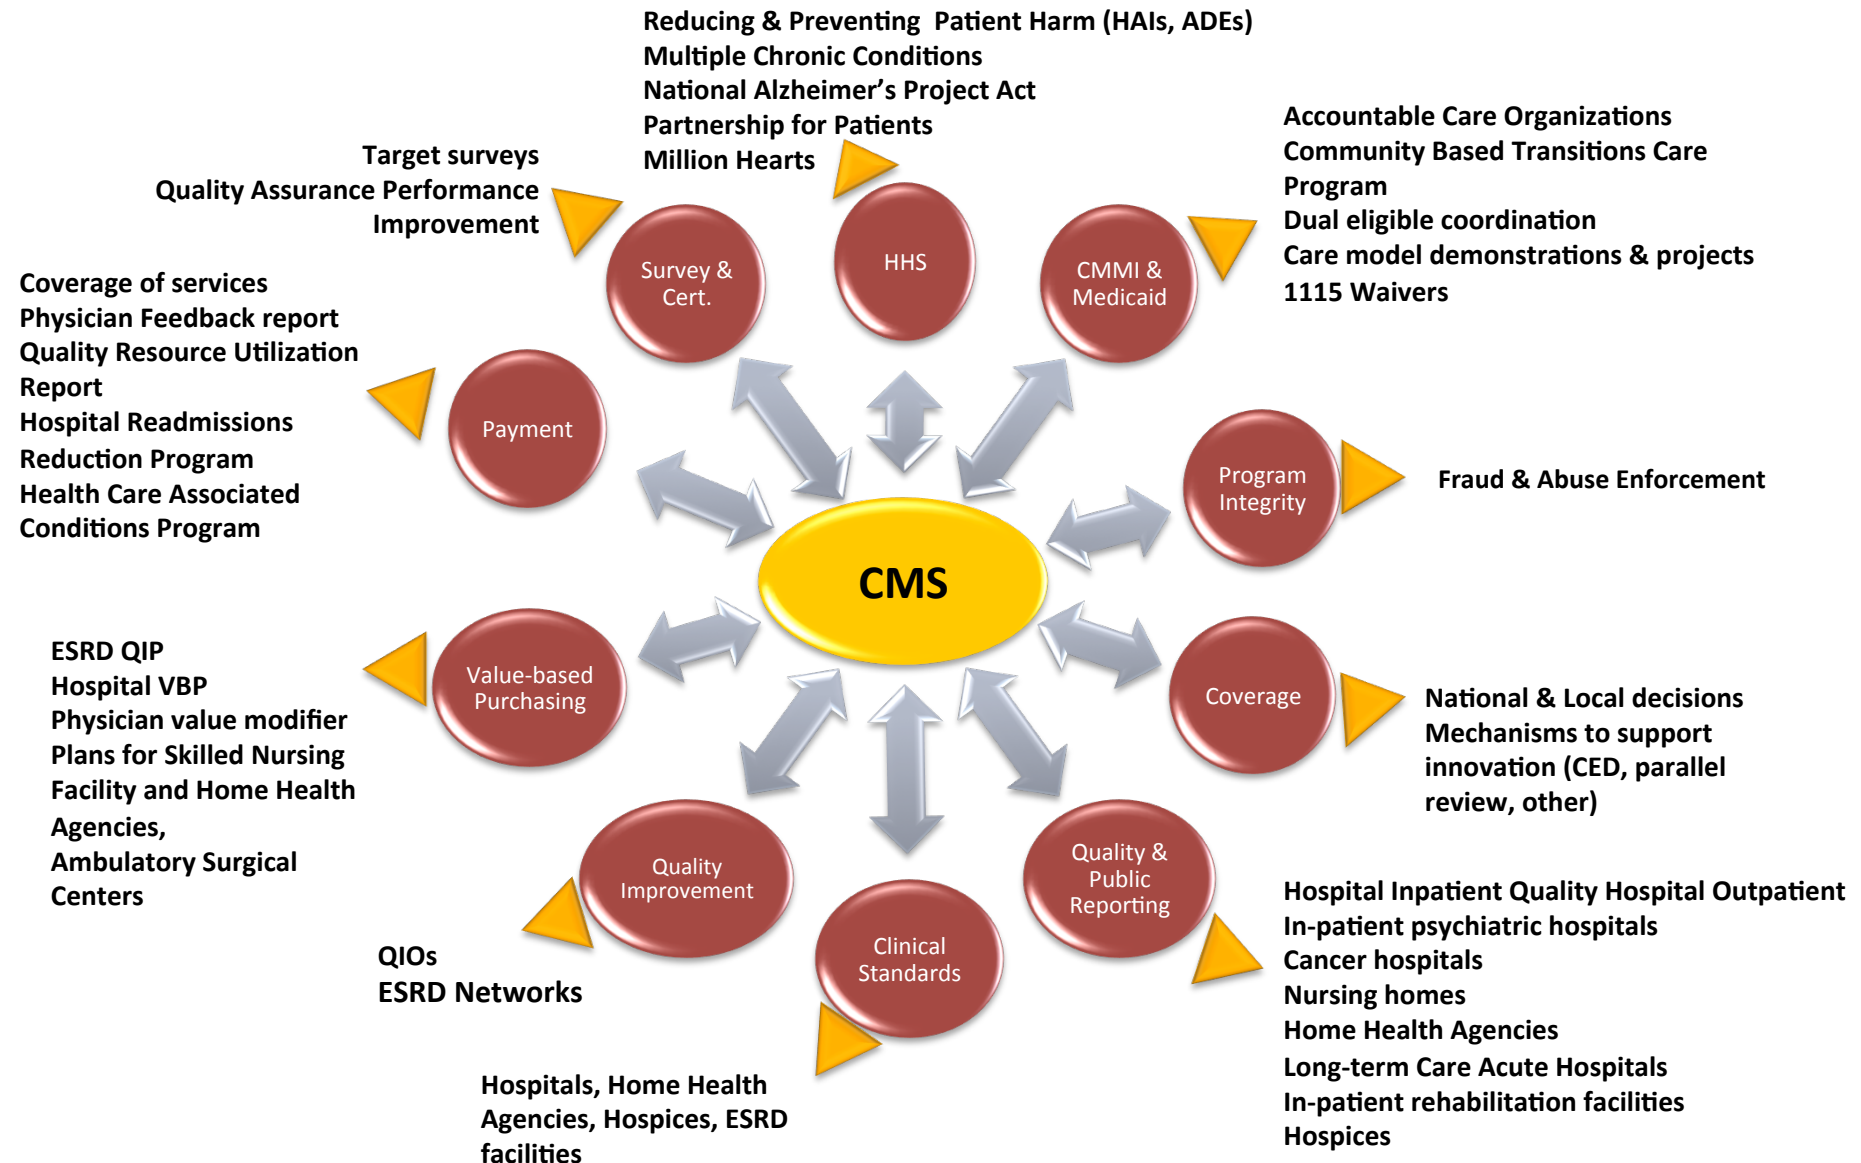 Reducing & Preventing  Patient Harm (HAIs, ADEs)
Multiple Chronic Conditions
National Alzheimer's Project Act
Partnership for Patients
Million Hearts
Accountable Care Organizations
Community Based Transitions Care
Program
Dual eligible coordination
Care model demonstrations & projects
1115 Waivers
Target surveys
Quality Assurance Performance
Improvement
Survey &
Cert.
HHS
CMMI &
Medicaid
Coverage of services
Physician Feedback report
Quality Resource Utilization
Report
Hospital Readmissions
Reduction Program
Health Care Associated
Conditions Program
Payment
Program
Integrity
Fraud & Abuse Enforcement
CMS
ESRD QIP
Hospital VBP
Physician value modifier
Plans for Skilled Nursing
Facility and Home Health
Agencies,
Ambulatory Surgical
Centers
Value-based
Purchasing
Coverage
National & Local decisions
Mechanisms to support
innovation (CED, parallel
review, other)
Quality
Improvement
QIOs
ESRD Networks
Clinical
Standards
Hospitals, Home Health
Agencies, Hospices, ESRD
facilities
Quality &
Public
Reporting
Hospital Inpatient Quality Hospital Outpatient
In-patient psychiatric hospitals
Cancer hospitals
Nursing homes
Home Health Agencies
Long-term Care Acute Hospitals
In-patient rehabilitation facilities
Hospices